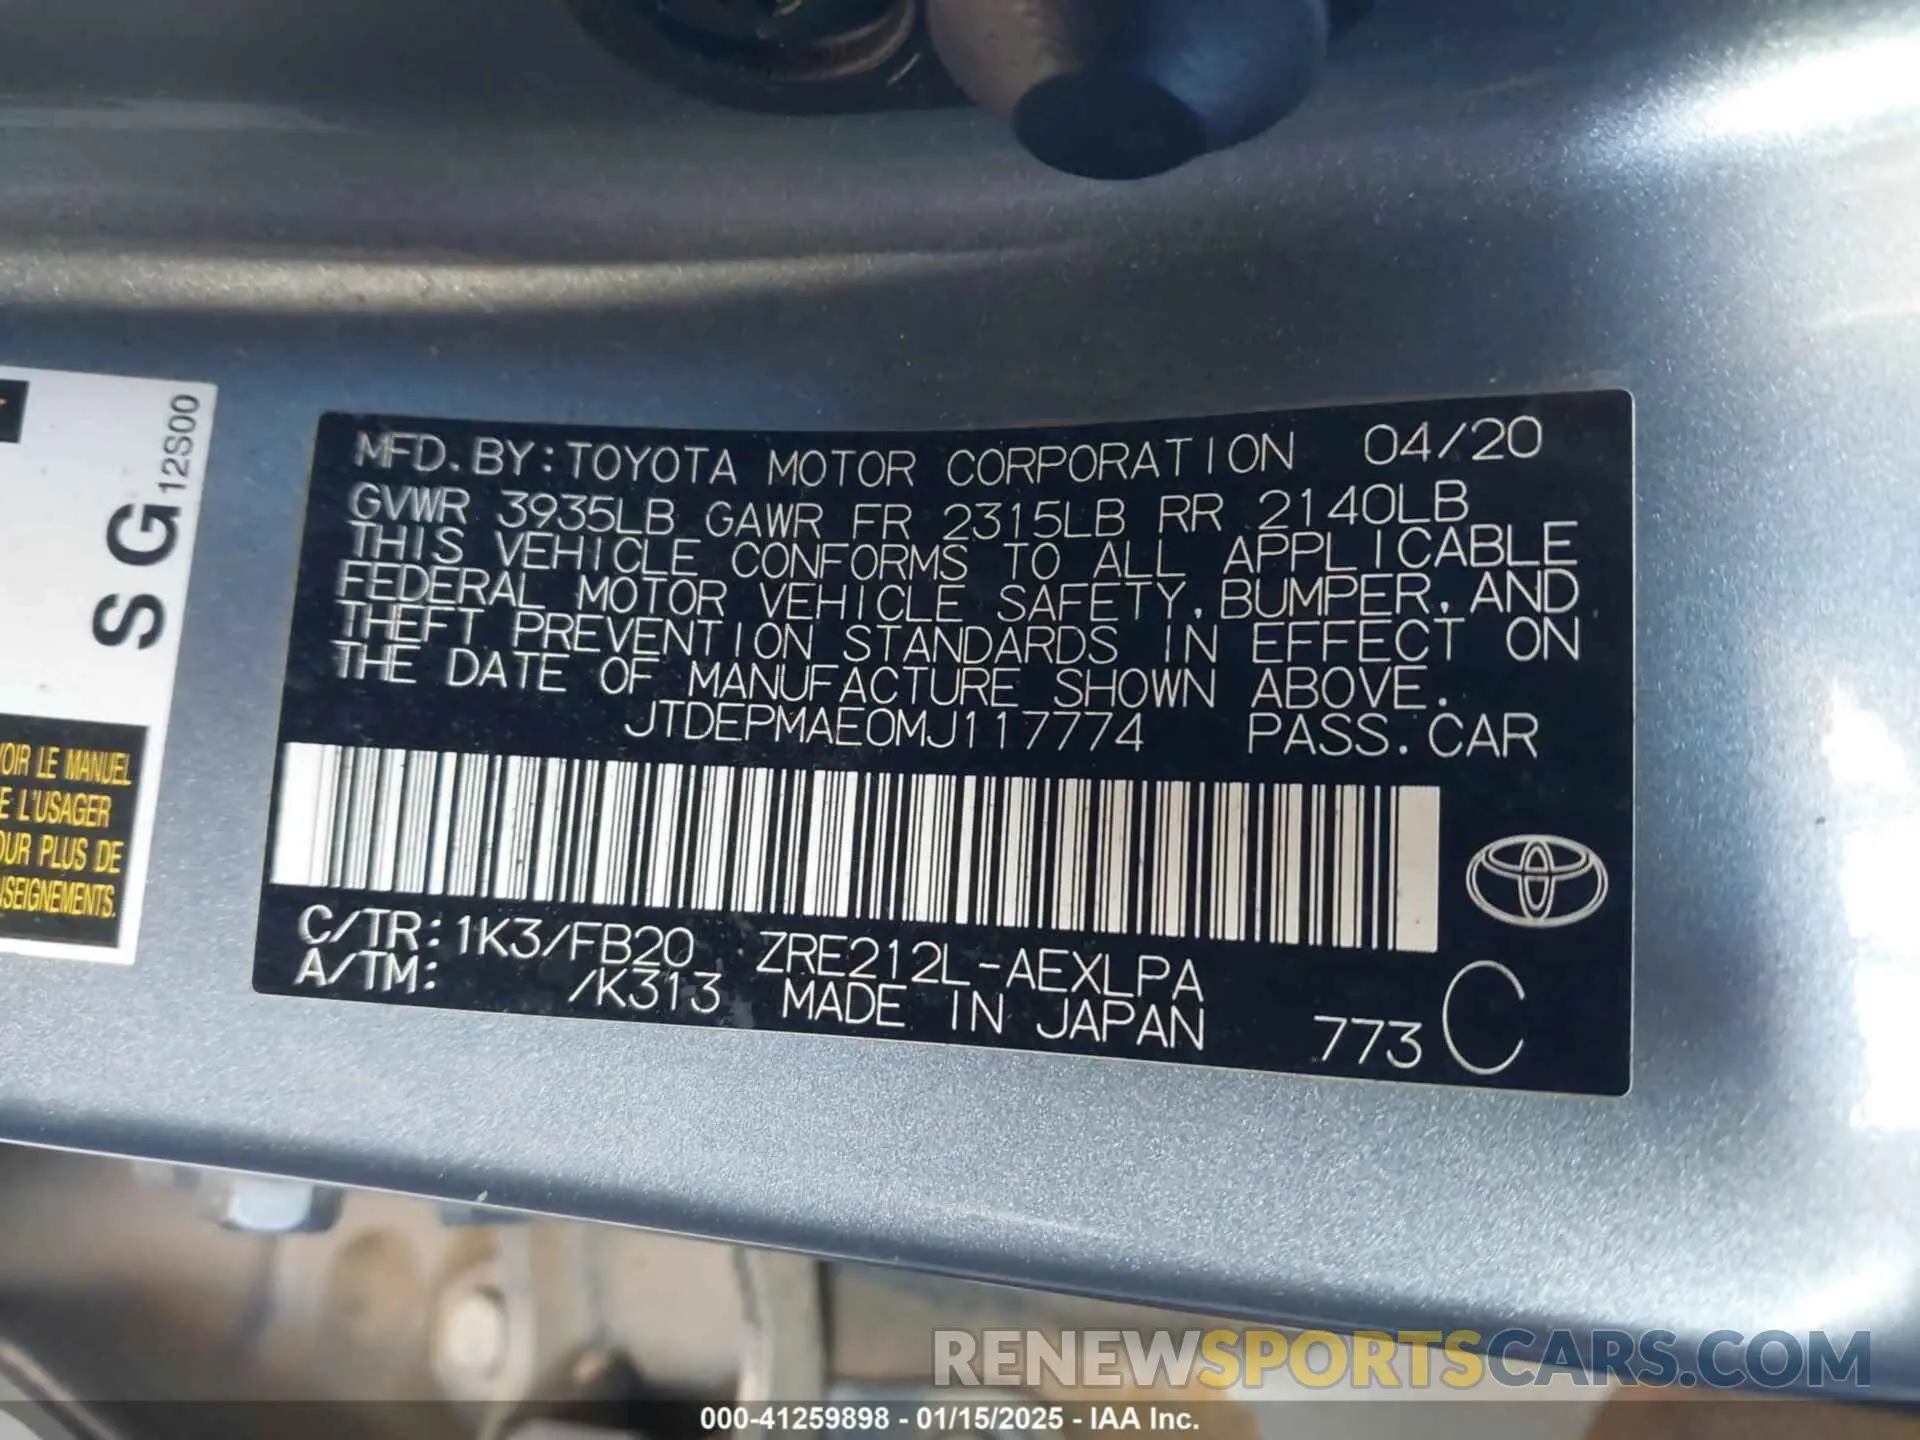 MFD. BY: TOYOTA MOTOR CORPORATION 04/20
GVWR 3935LB GAWR FR 2315LB RR 2140LB
THIS VEHICLE CONFORMS TO ALL APPLICABLE
FEDERAL MOTOR VEHICLE SAFETY, BUMPER, AND
THEFT PREVENTION STANDARDS IN EFFECT ON
THE DATE OF MANUFACTURE SHOWN ABOVE.
JTDEPMAE0MJ117774 PASS. CAR
C/TR: 1K3/FB20 ZRE212L-AEXLPA
A/TM: /K313 MADE IN JAPAN 773 C
SG12S00
OIR LE MANUEL
E L'USAGER
OUR PLUS DE
SEIGNEMENTS.
RENEWSPORTSCARS.COM
000-41259898 - 01/15/2025 - IAA Inc.